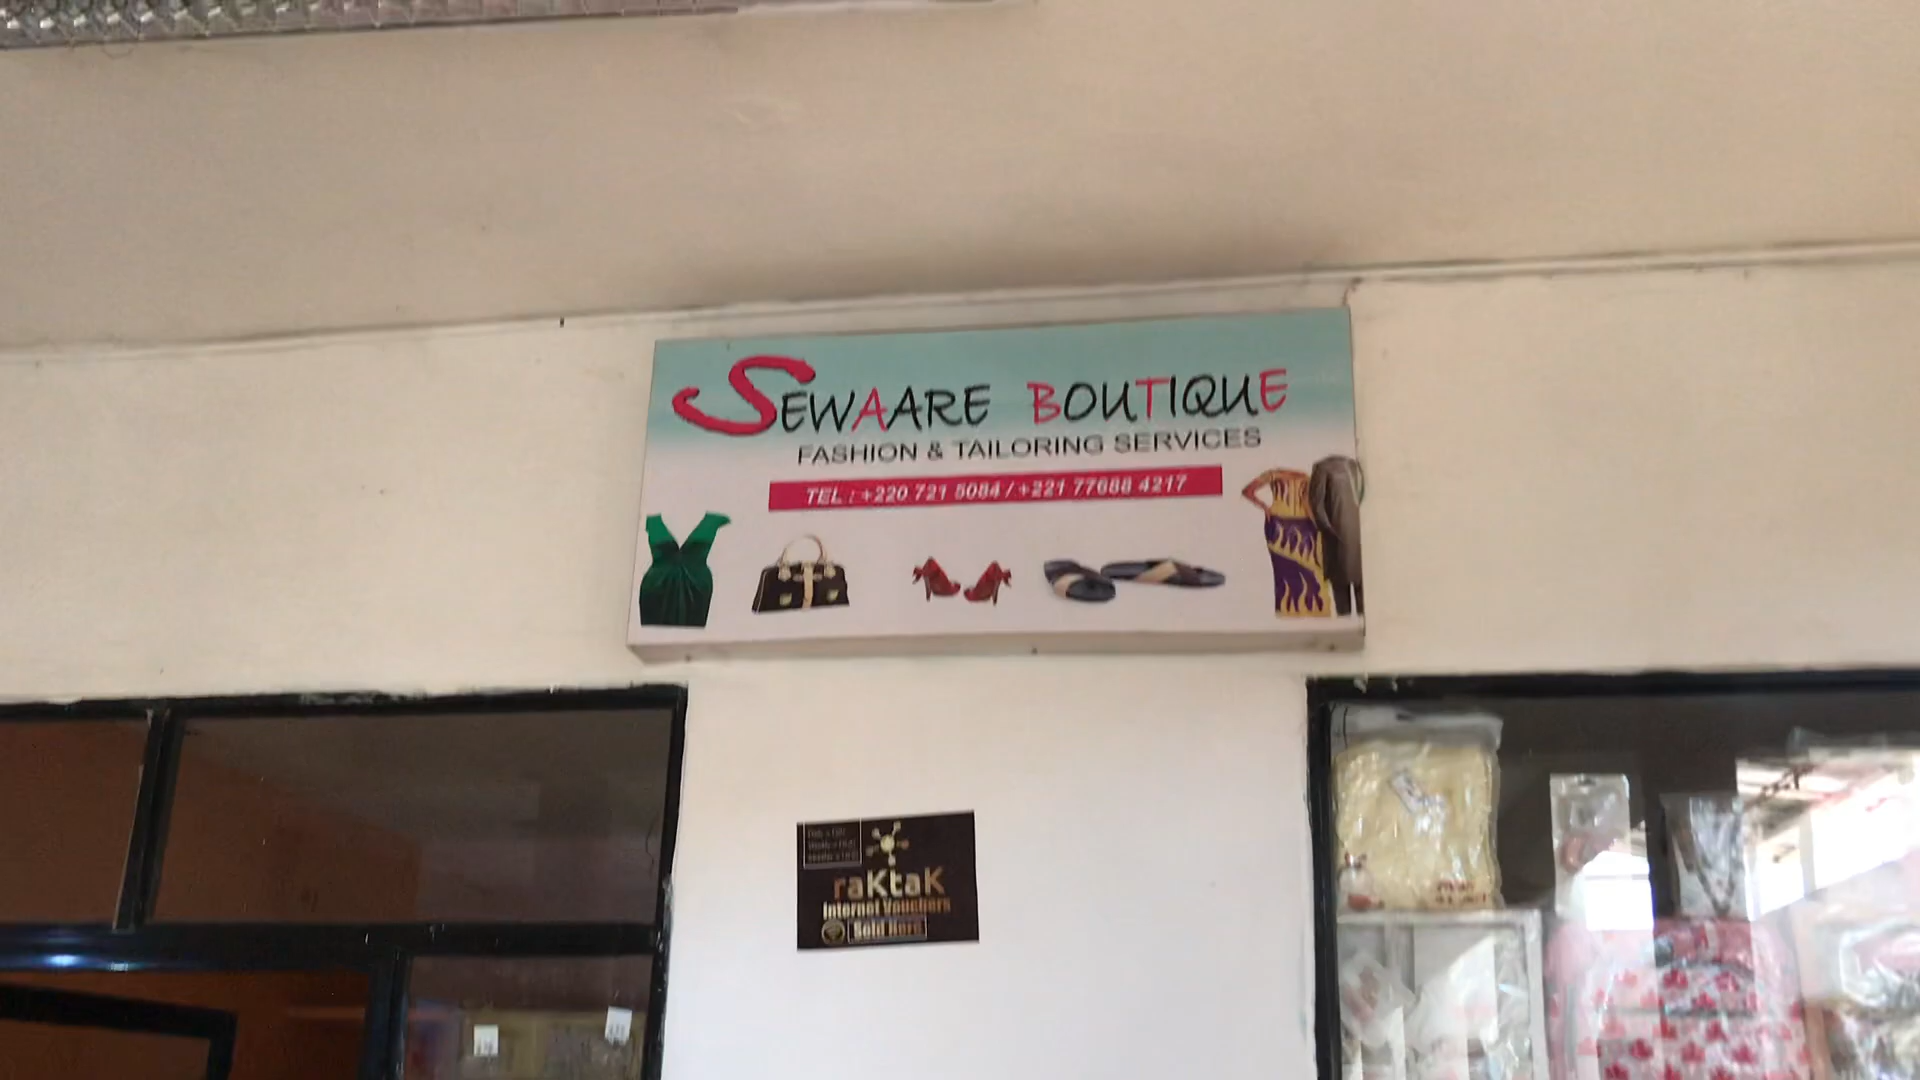 SEWAARE BOUTIQUE
FASHION & TAILORING SERVICES
TEL : +220 721 5084 / +221 77688 4217
raKtaK
Internet Vouchers
Sold Here